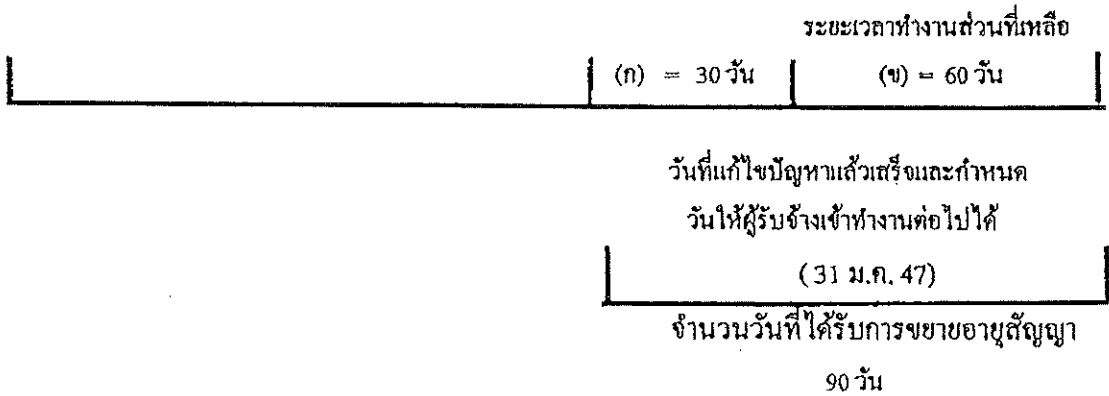 ระยะเวลาทำงานส่วนที่เหลือ
(ก) = 30 วัน (ข) = 60 วัน
วันที่แก้ไขปัญหาแล้วเสร็จและกำหนด
วันให้ผู้รับจ้างเข้าทำงานต่อไปได้
(31 ม.ค. 47)
จำนวนวันที่ได้รับการขยายอายุสัญญา
90 วัน